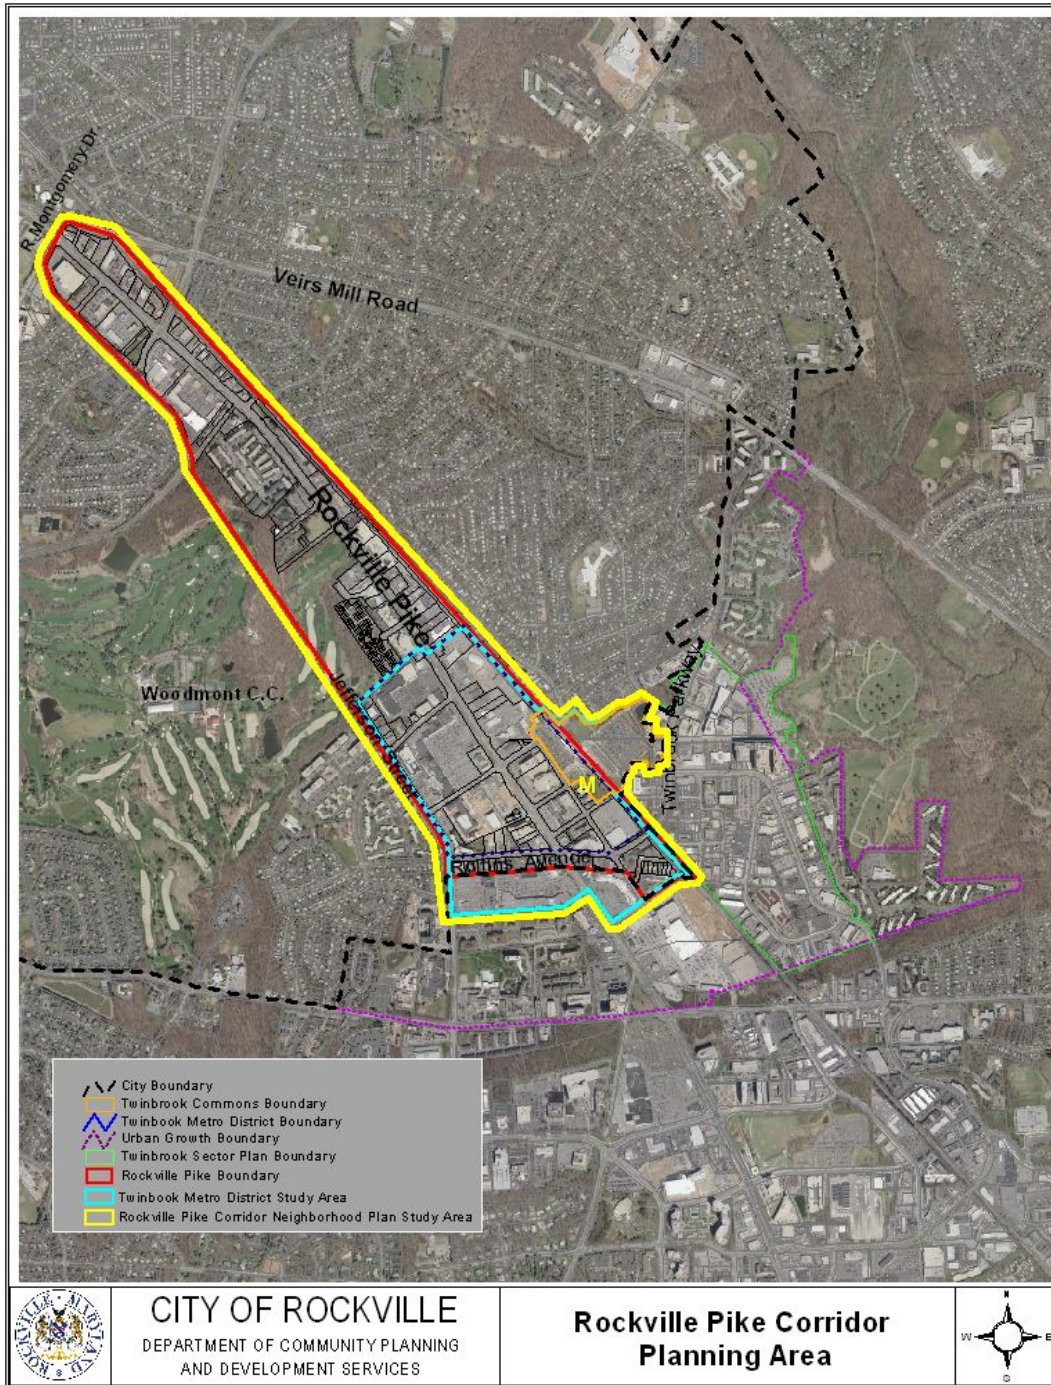 R.Montgomery Dr.
Veirs Mill Road
Rockville Pike
Woodmont C.C.
Jefferson Street
Twinbrook Parkway
M
Rollins Avenue
City Boundary
Twinbrook Commons Boundary
Twinbook Metro District Boundary
Urban Growth Boundary
Twinbrook Sector Plan Boundary
Rockville Pike Boundary
Twinbook Metro District Study Area
Rockville Pike Corridor Neighborhood Plan Study Area
ROCKVILLE MARYLAND
CITY OF ROCKVILLE
DEPARTMENT OF COMMUNITY PLANNING
AND DEVELOPMENT SERVICES
Rockville Pike Corridor
Planning Area
N
W
E
S